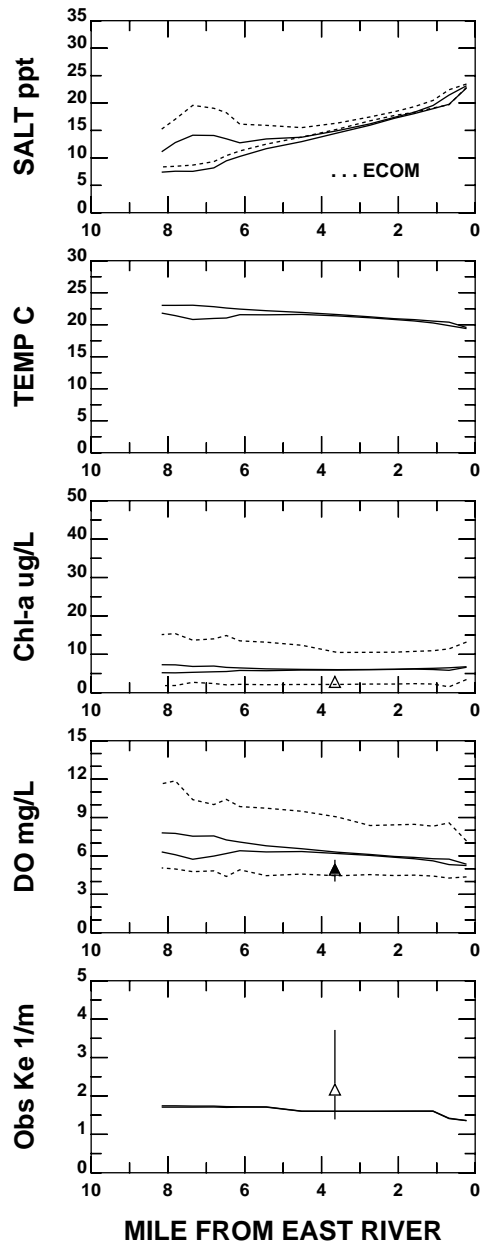 SALT ppt
35
30
25
20
15
10
5
0
. . . ECOM
10 8 6 4 2 0
TEMP C
30
25
20
15
10
5
0
10 8 6 4 2 0
Chl-a ug/L
50
40
30
20
10
0
10 8 6 4 2 0
DO mg/L
15
12
9
6
3
0
10 8 6 4 2 0
Obs Ke 1/m
5
4
3
2
1
0
10 8 6 4 2 0
MILE FROM EAST RIVER